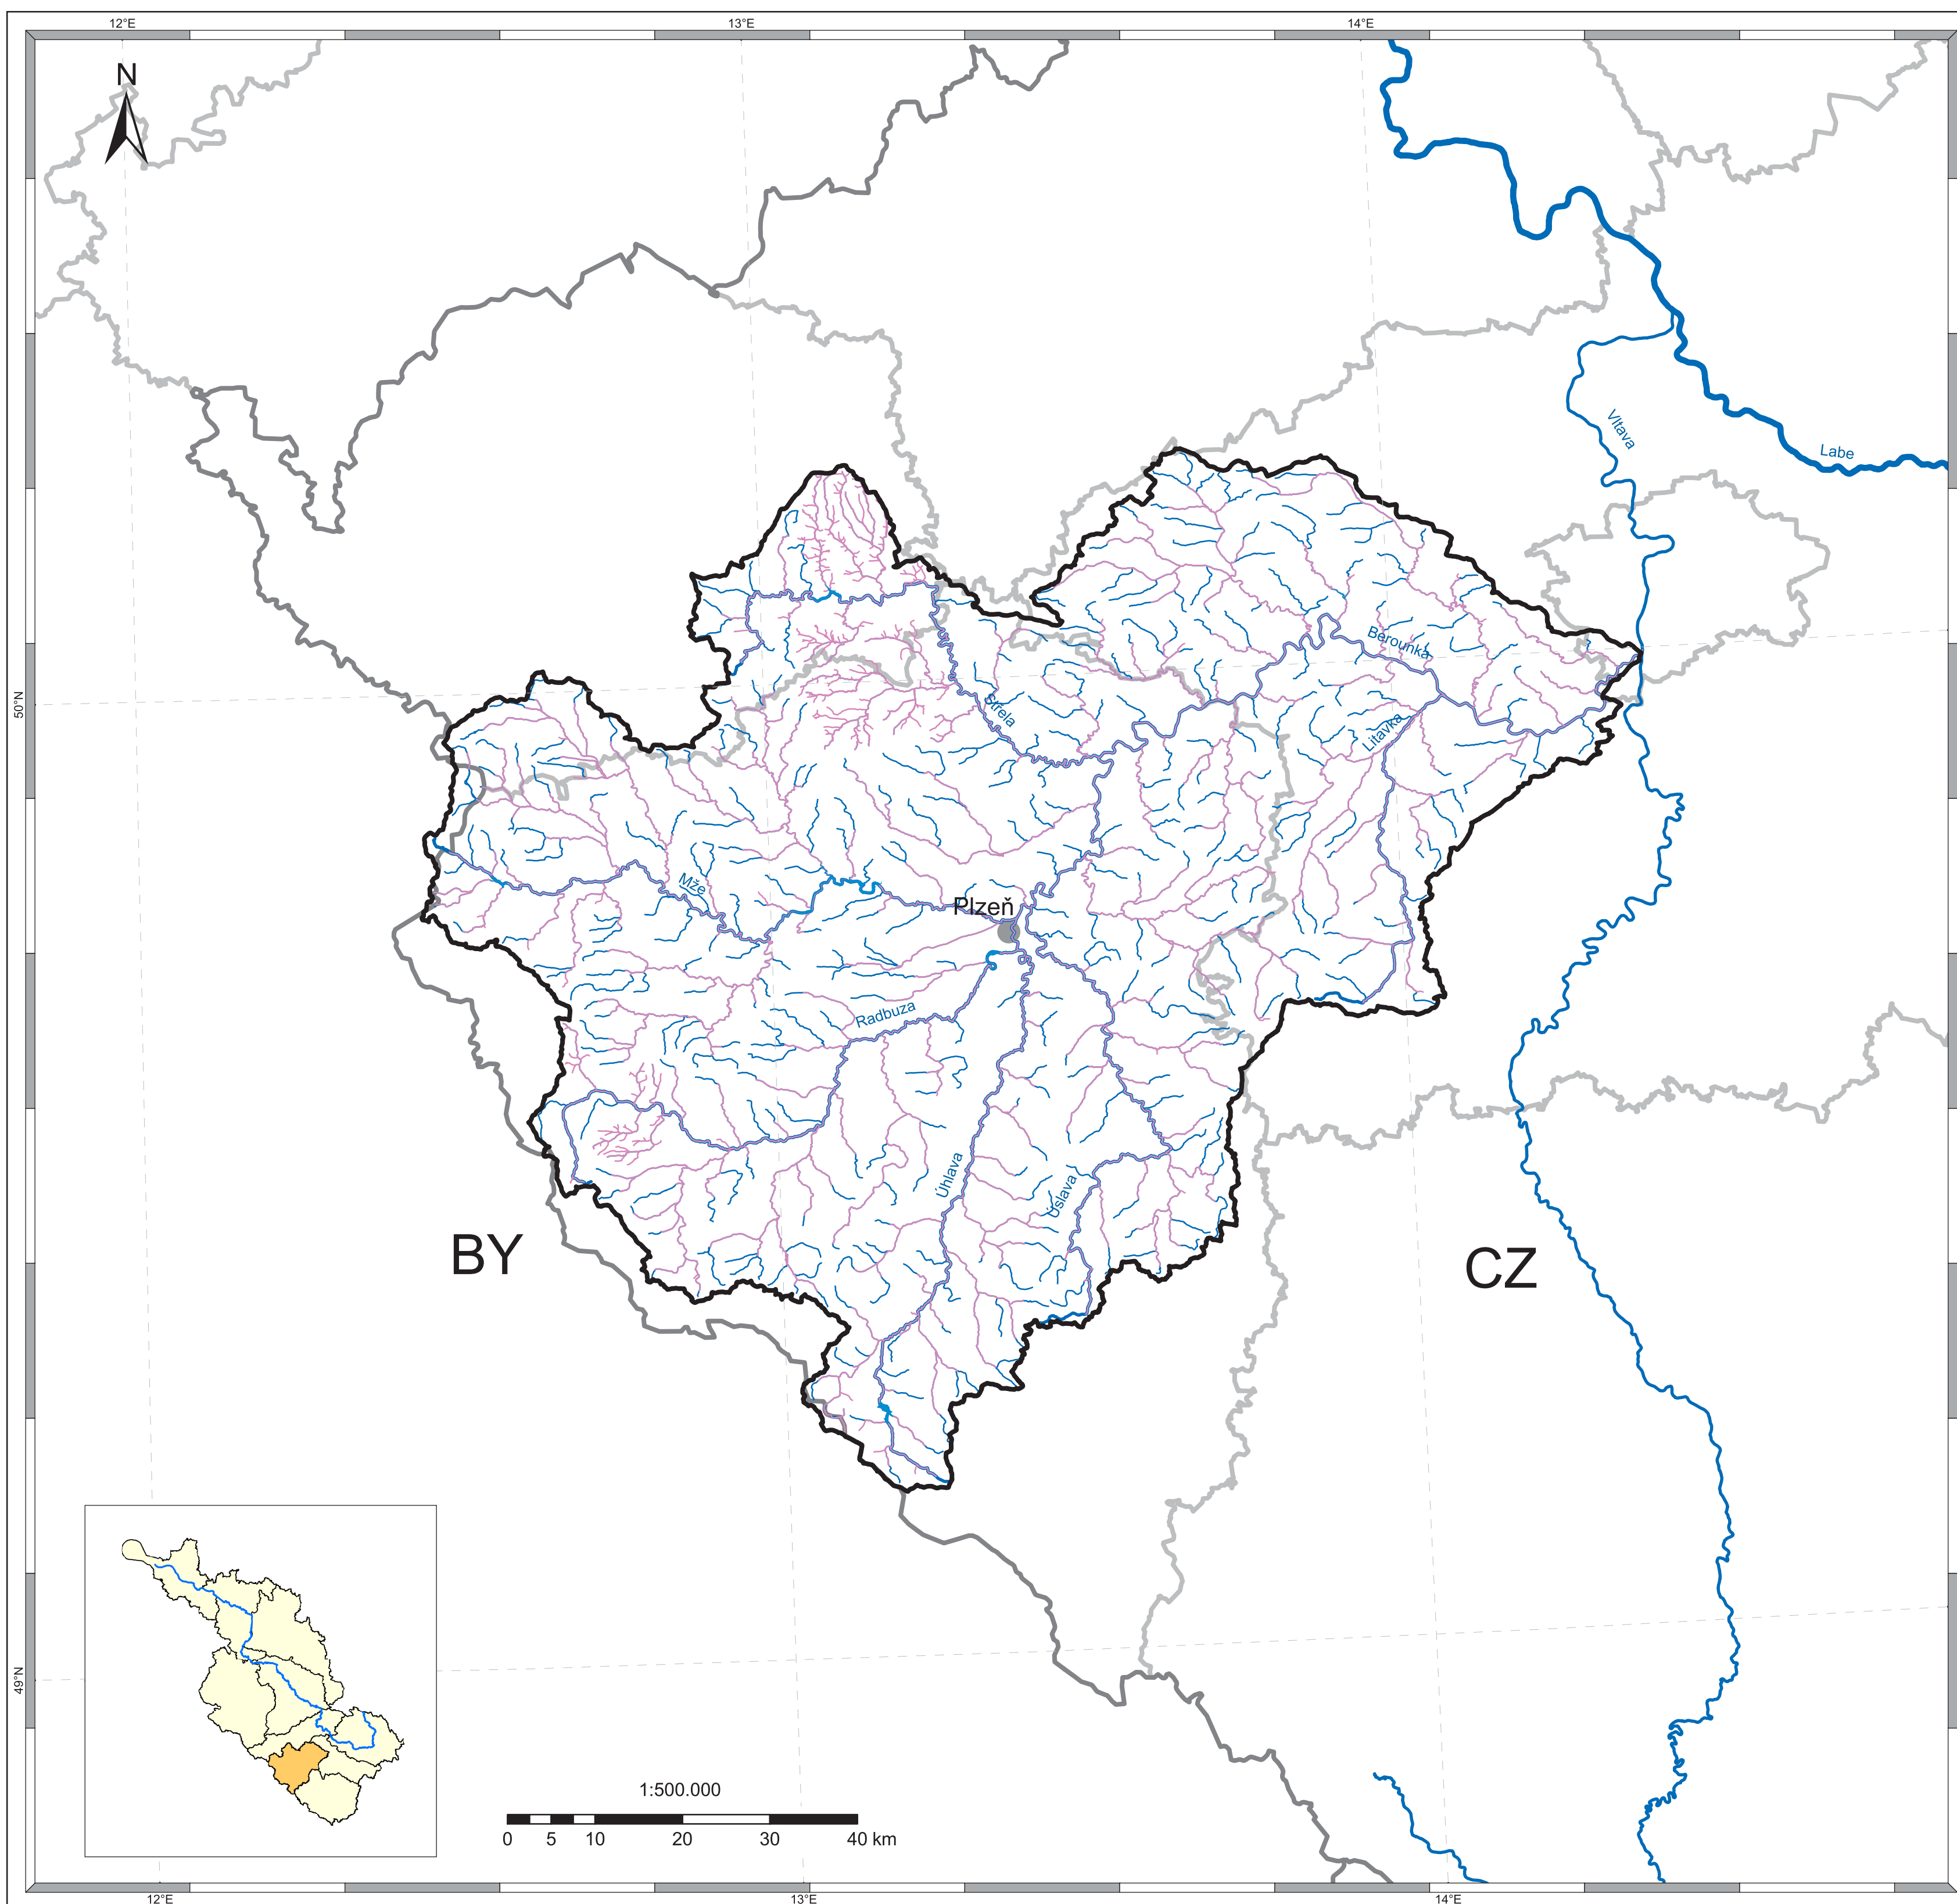 12°E
13°E
14°E
N
Vltava
Labe
Berounka
50°N
Střela
Litavka
Mže
Plzeň
Radbuza
Úhlava
Úslava
BY
CZ
49°N
1:500.000
0 5 10 20 30 40 km
12°E
13°E
14°E